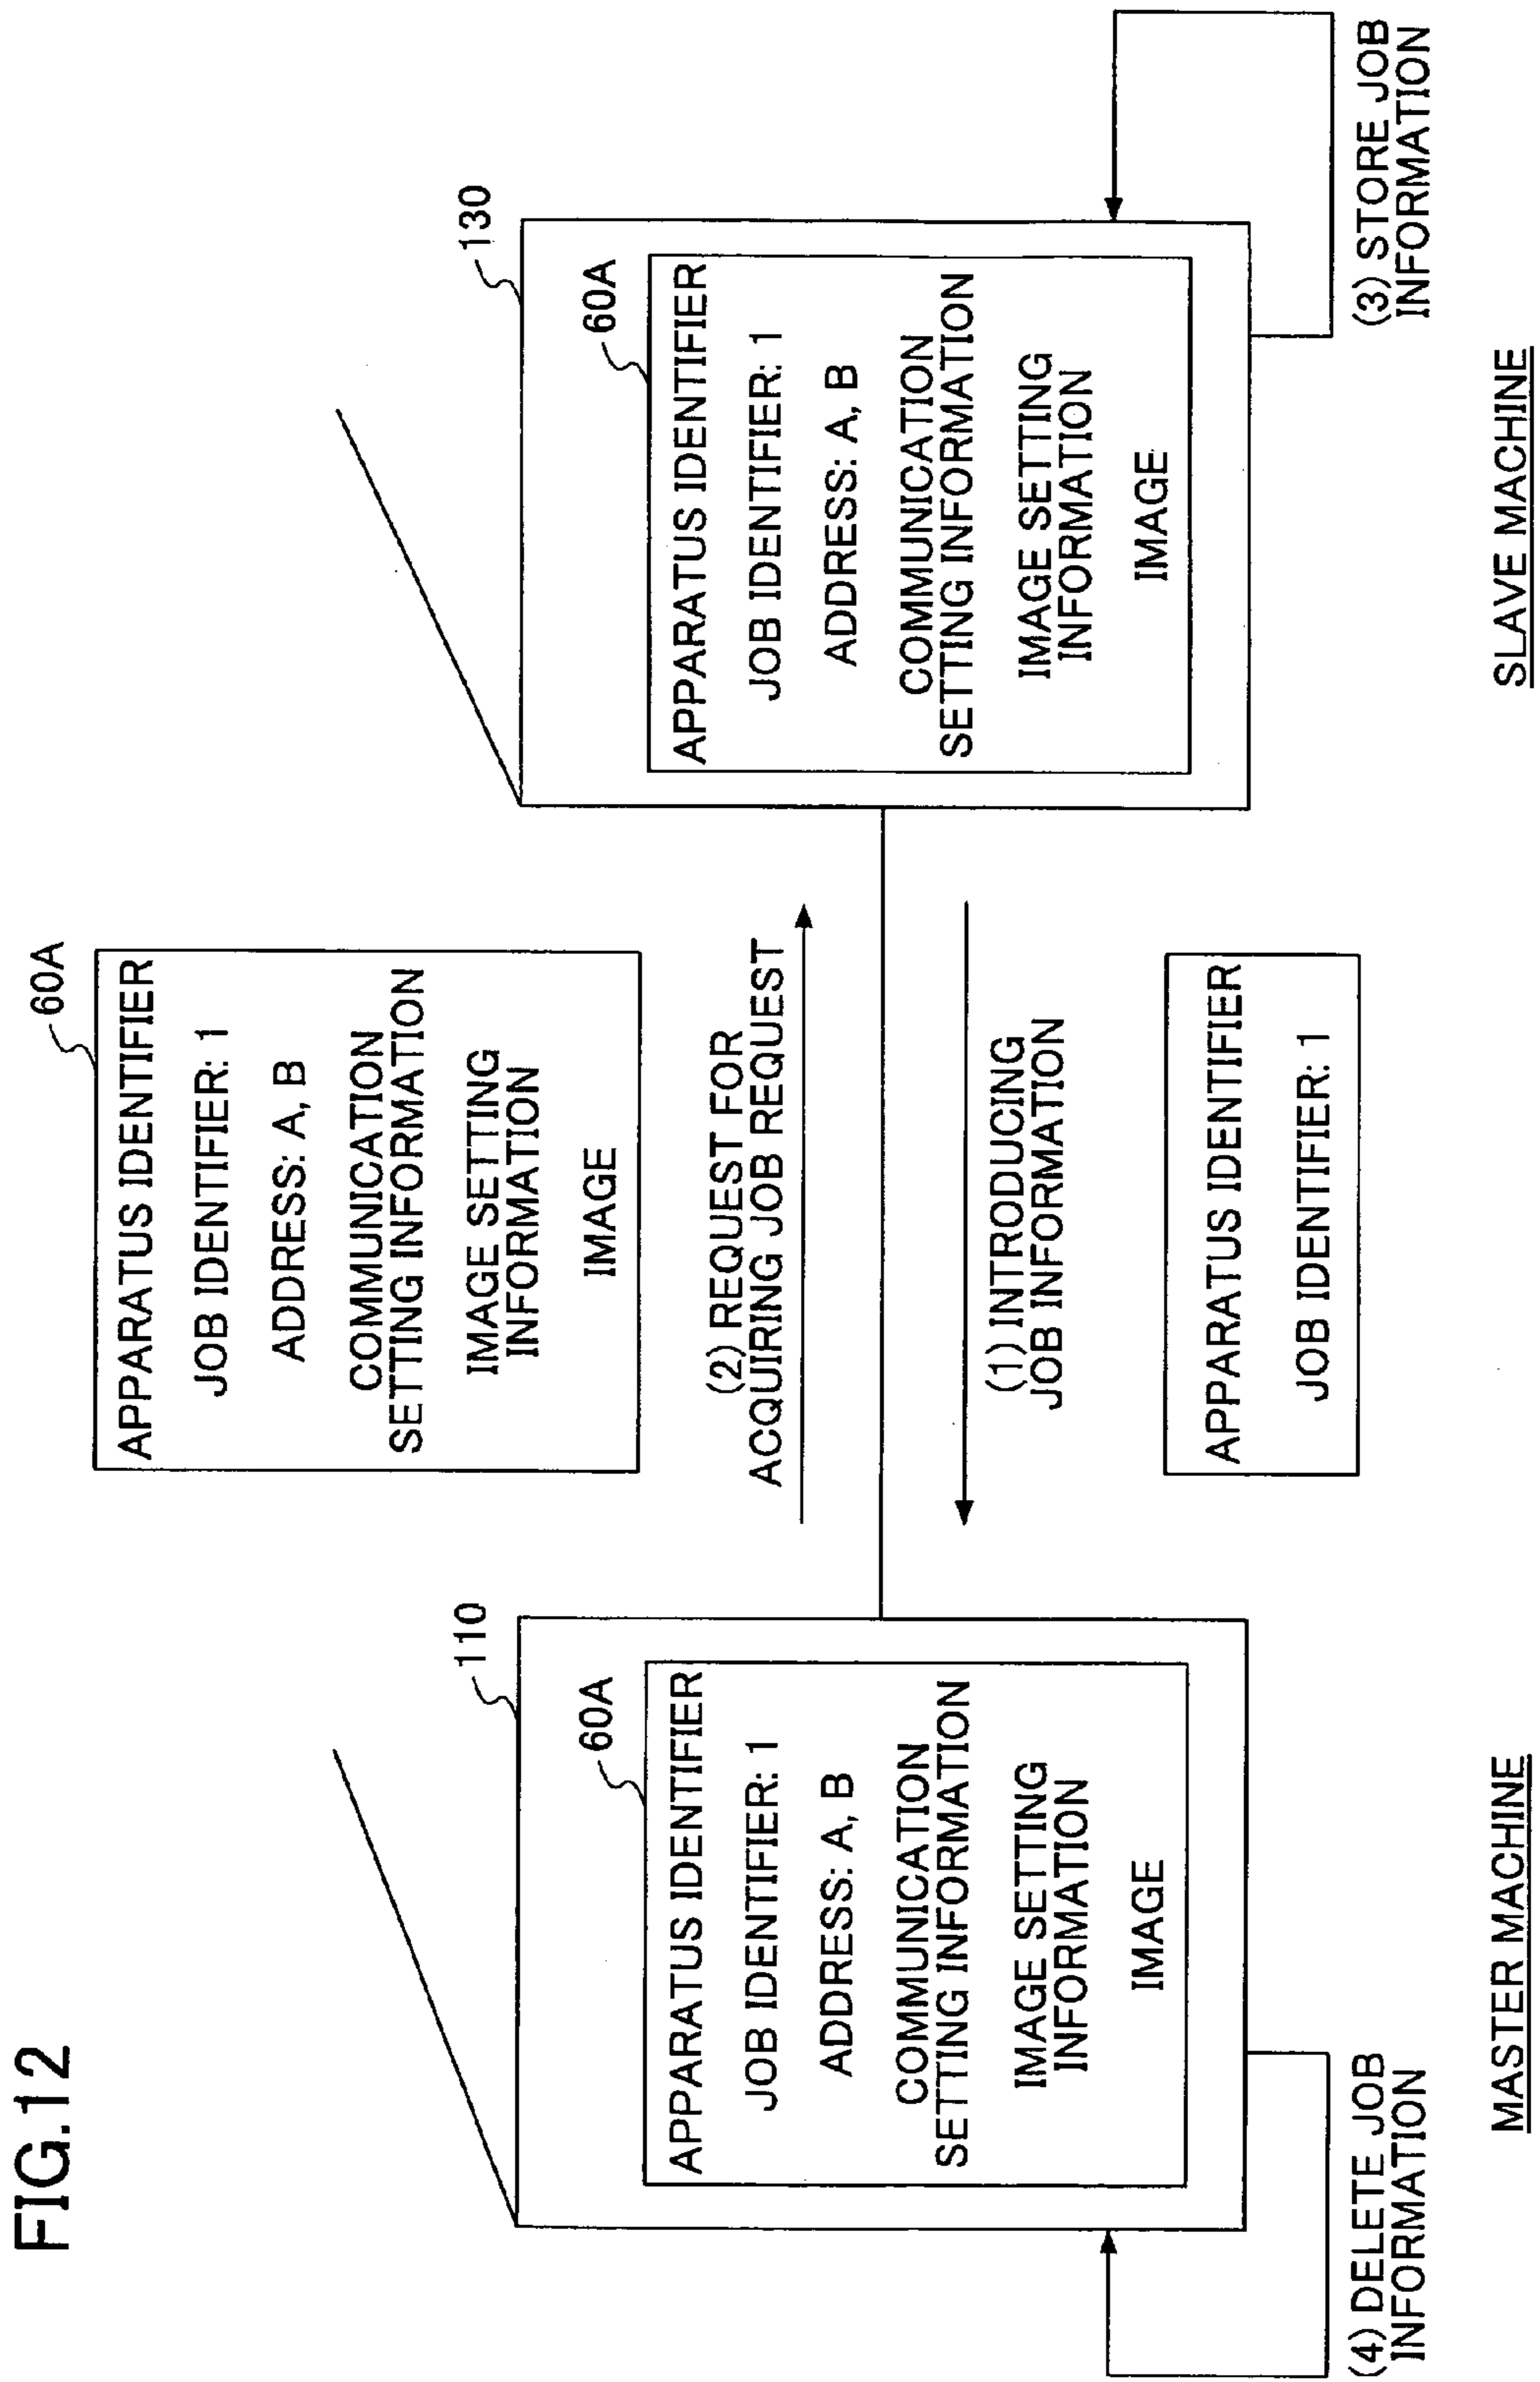 FIG.12
110
60A
APPARATUS IDENTIFIER
JOB IDENTIFIER: 1
ADDRESS: A, B
COMMUNICATION
SETTING INFORMATION
IMAGE SETTING
INFORMATION
IMAGE
(4) DELETE JOB
INFORMATION
MASTER MACHINE
60A
APPARATUS IDENTIFIER
JOB IDENTIFIER: 1
ADDRESS: A, B
COMMUNICATION
SETTING INFORMATION
IMAGE SETTING
INFORMATION
IMAGE
(2) REQUEST FOR
ACQUIRING JOB REQUEST
(1) INTRODUCING
JOB INFORMATION
APPARATUS IDENTIFIER
JOB IDENTIFIER: 1
130
60A
APPARATUS IDENTIFIER
JOB IDENTIFIER: 1
ADDRESS: A, B
COMMUNICATION
SETTING INFORMATION
IMAGE SETTING
INFORMATION
IMAGE
(3) STORE JOB
INFORMATION
SLAVE MACHINE